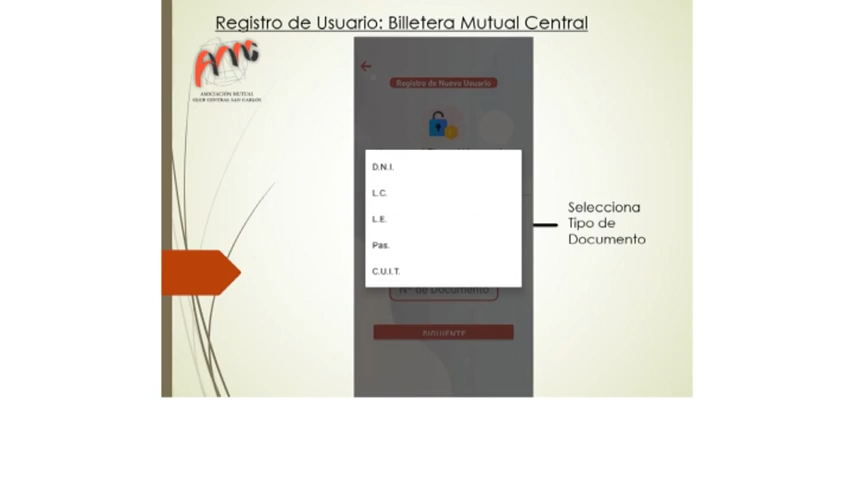 Registro de Usuario: Billetera Mutual Central
ASOCIACIÓN MUTUAL
CLUB CENTRAL SAN CARLOS
Registro de Nuevo Usuario
D.N.I.
L.C.
L.E.
Pas.
C.U.I.T.
Selecciona
Tipo de
Documento
N° de Documento
SIGUIENTE